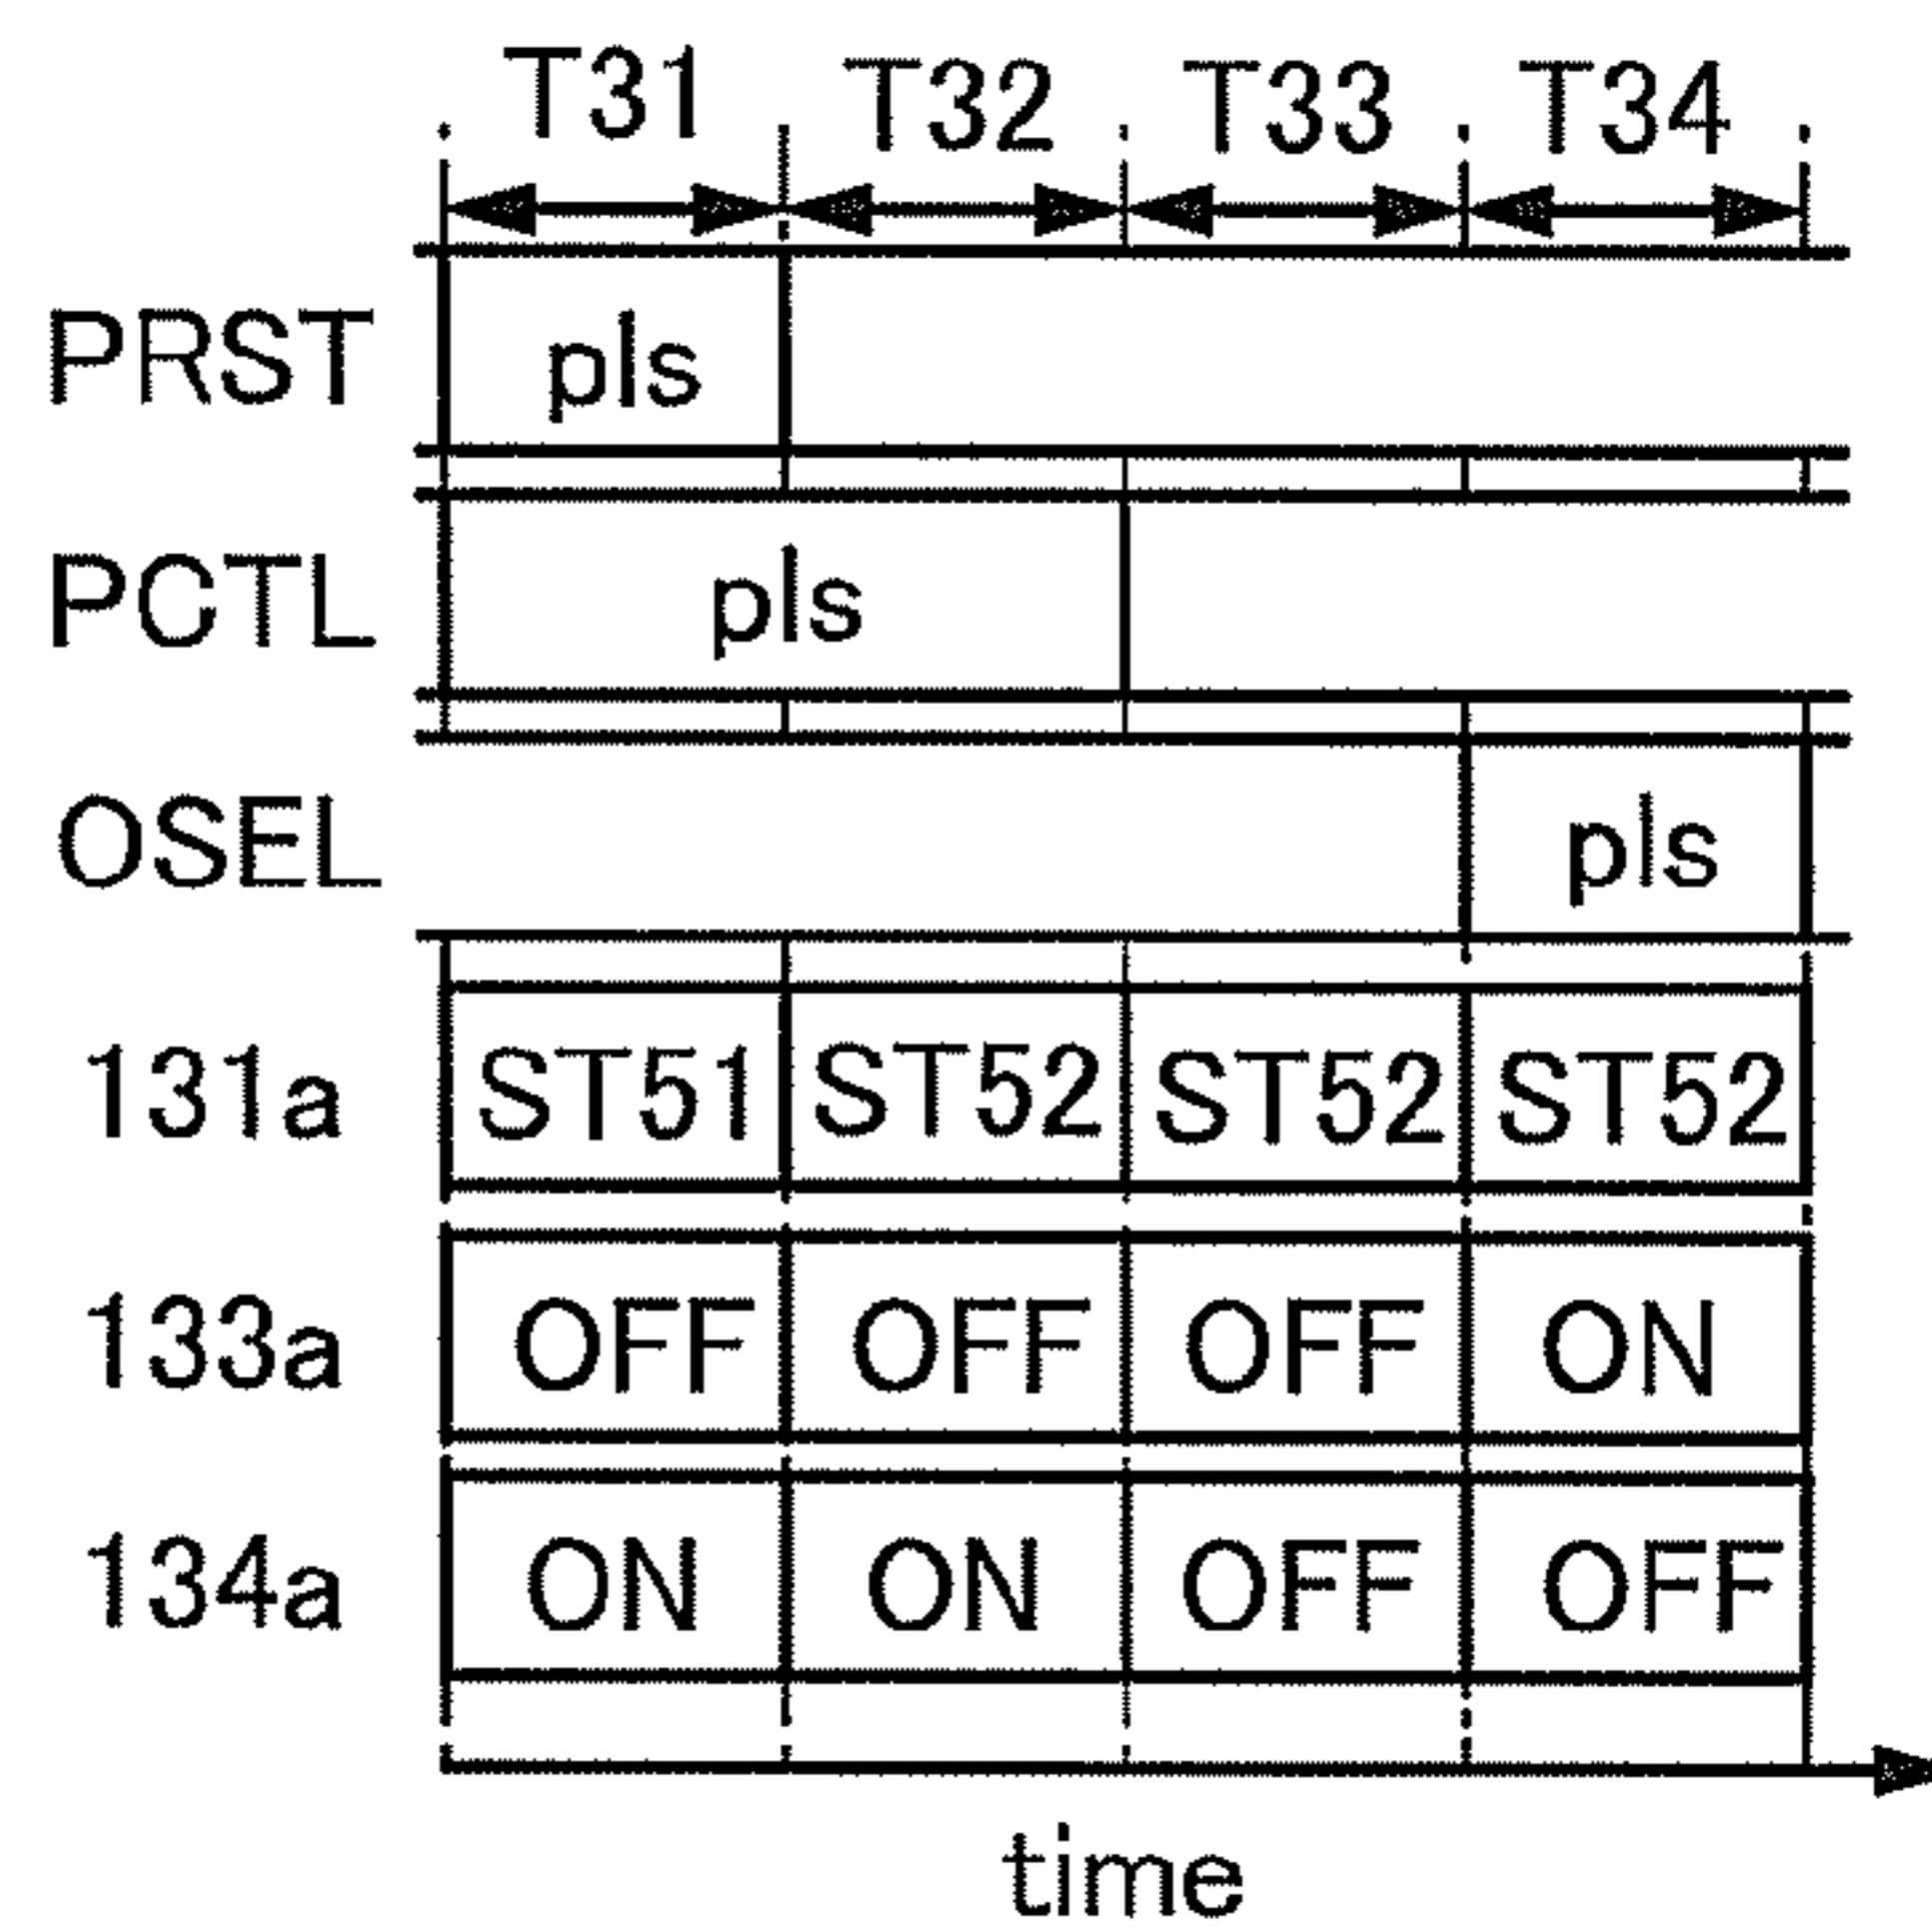 T31 T32 T33 T34
PRST pls
PCTL pls
OSEL pls
131a ST51 ST52 ST52 ST52
133a OFF OFF OFF ON
134a ON ON OFF OFF
time